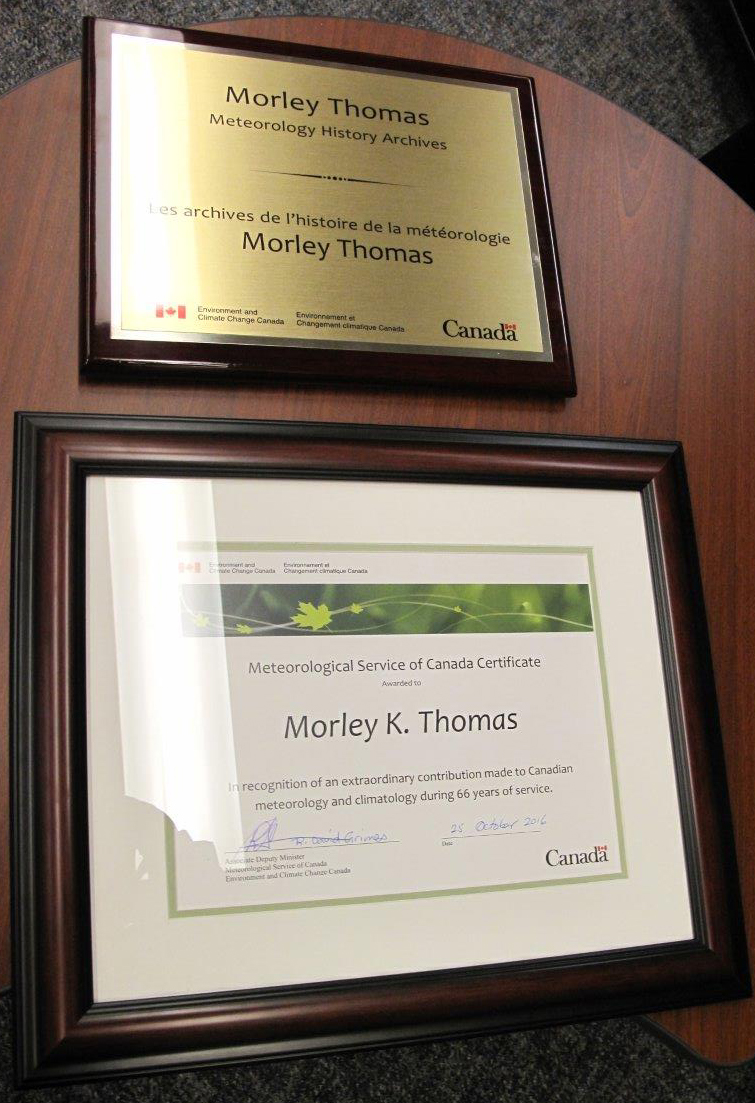 Morley Thomas
Meteorology History Archives
Les archives de l'histoire de la météorologie
Morley Thomas
Environment and Environnement et
Climate Change Canada Changement climatique Canada
Canada
Environment and Environnement et
Climate Change Canada Changement climatique Canada
Meteorological Service of Canada Certificate
Awarded to
Morley K. Thomas
In recognition of an extraordinary contribution made to Canadian
meteorology and climatology during 66 years of service.
R. David Grimes 25 October 2016
Associate Deputy Minister Date
Meteorological Service of Canada
Environment and Climate Change Canada
Canada